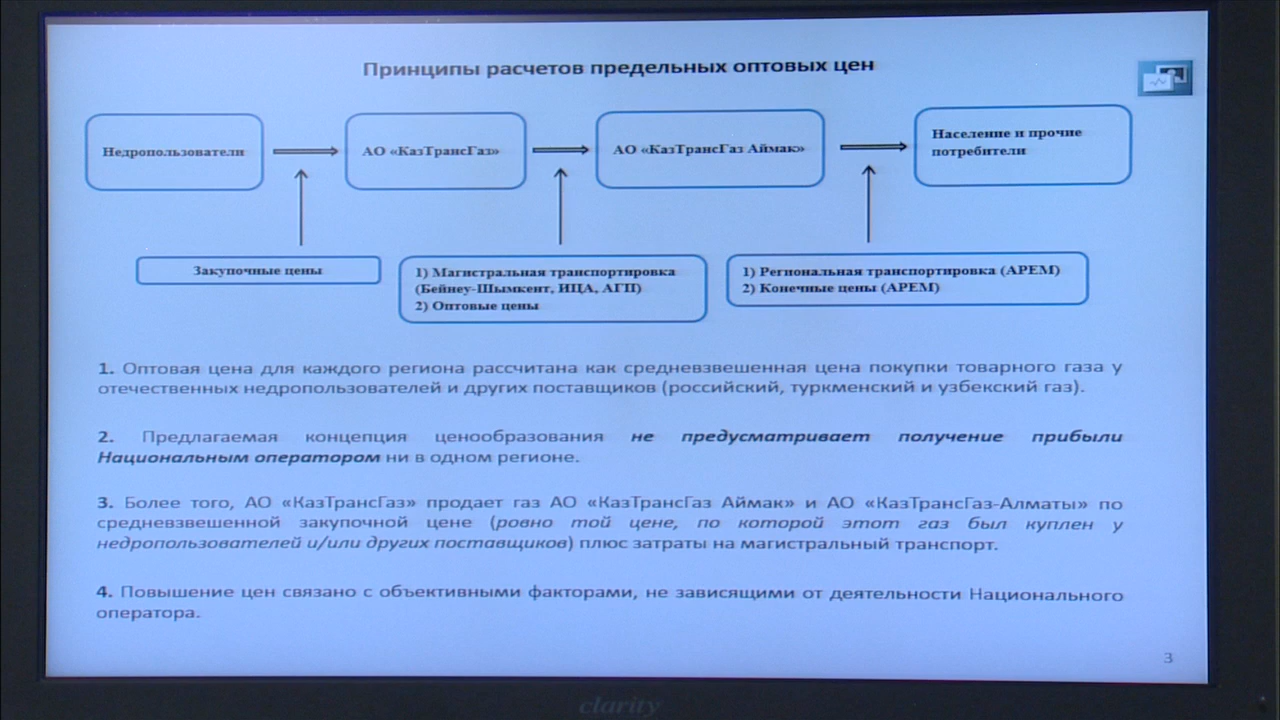 Принципы расчетов предельных оптовых цен
Недропользователи
АО «КазТрансГаз»
АО «КазТрансГаз Аймак»
Население и прочие
потребители
Закупочные цены
1) Магистральная транспортировка
(Бейнеу-Шымкент, ИЦА, АГП)
2) Оптовые цены
1) Региональная транспортировка (АРЕМ)
2) Конечные цены (АРЕМ)
1. Оптовая цена для каждого региона рассчитана как средневзвешенная цена покупки товарного газа у
отечественных недропользователей и других поставщиков (российский, туркменский и узбекский газ).
2. Предлагаемая концепция ценообразования не предусматривает получение прибыли
Национальным оператором ни в одном регионе.
3. Более того, АО «КазТрансГаз» продает газ АО «КазТрансГаз Аймак» и АО «КазТрансГаз-Алматы» по
средневзвешенной закупочной цене (ровно той цене, по которой этот газ был куплен у
недропользователей и/или других поставщиков) плюс затраты на магистральный транспорт.
4. Повышение цен связано с объективными факторами, не зависящими от деятельности Национального
оператора.
3
clarity